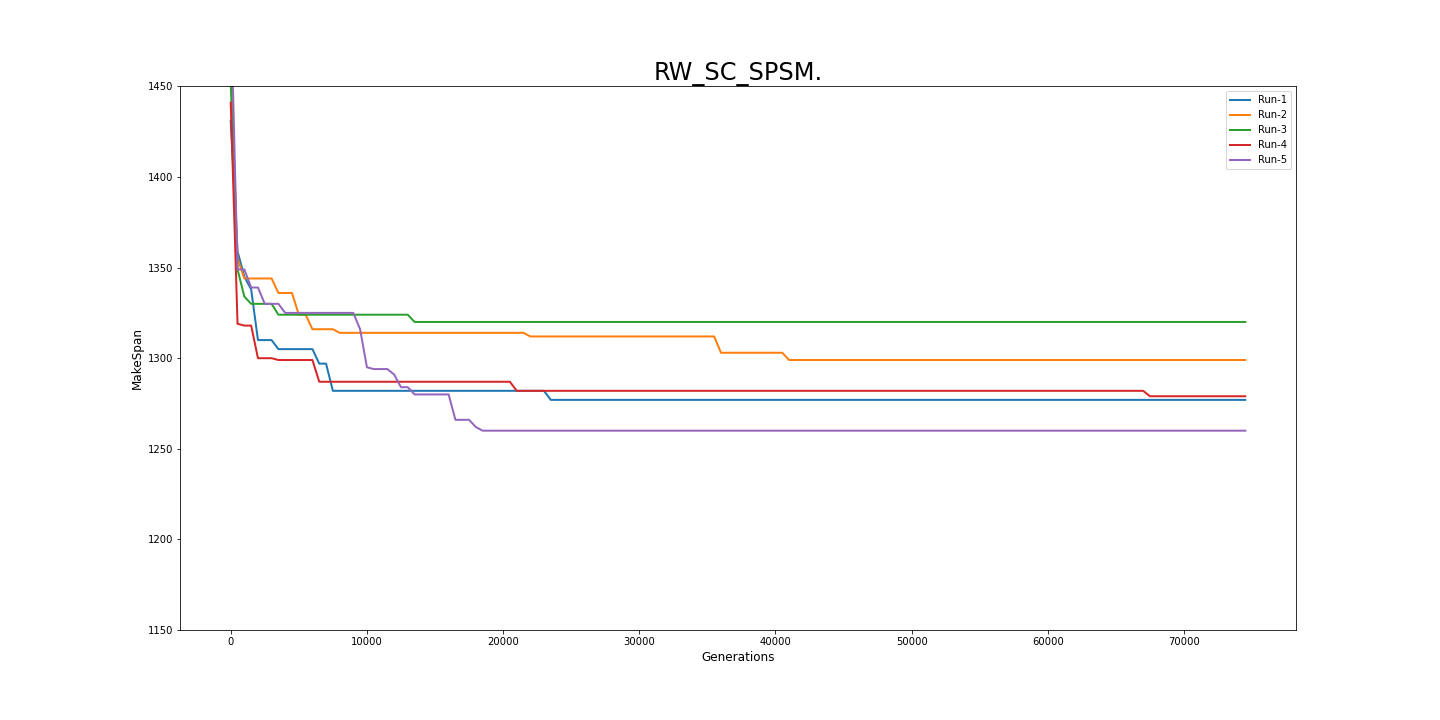 RW_SC_SPSM.
1450
1400
1350
1300
1250
1200
1150
MakeSpan
0 10000 20000 30000 40000 50000 60000 70000
Generations
Run-1
Run-2
Run-3
Run-4
Run-5